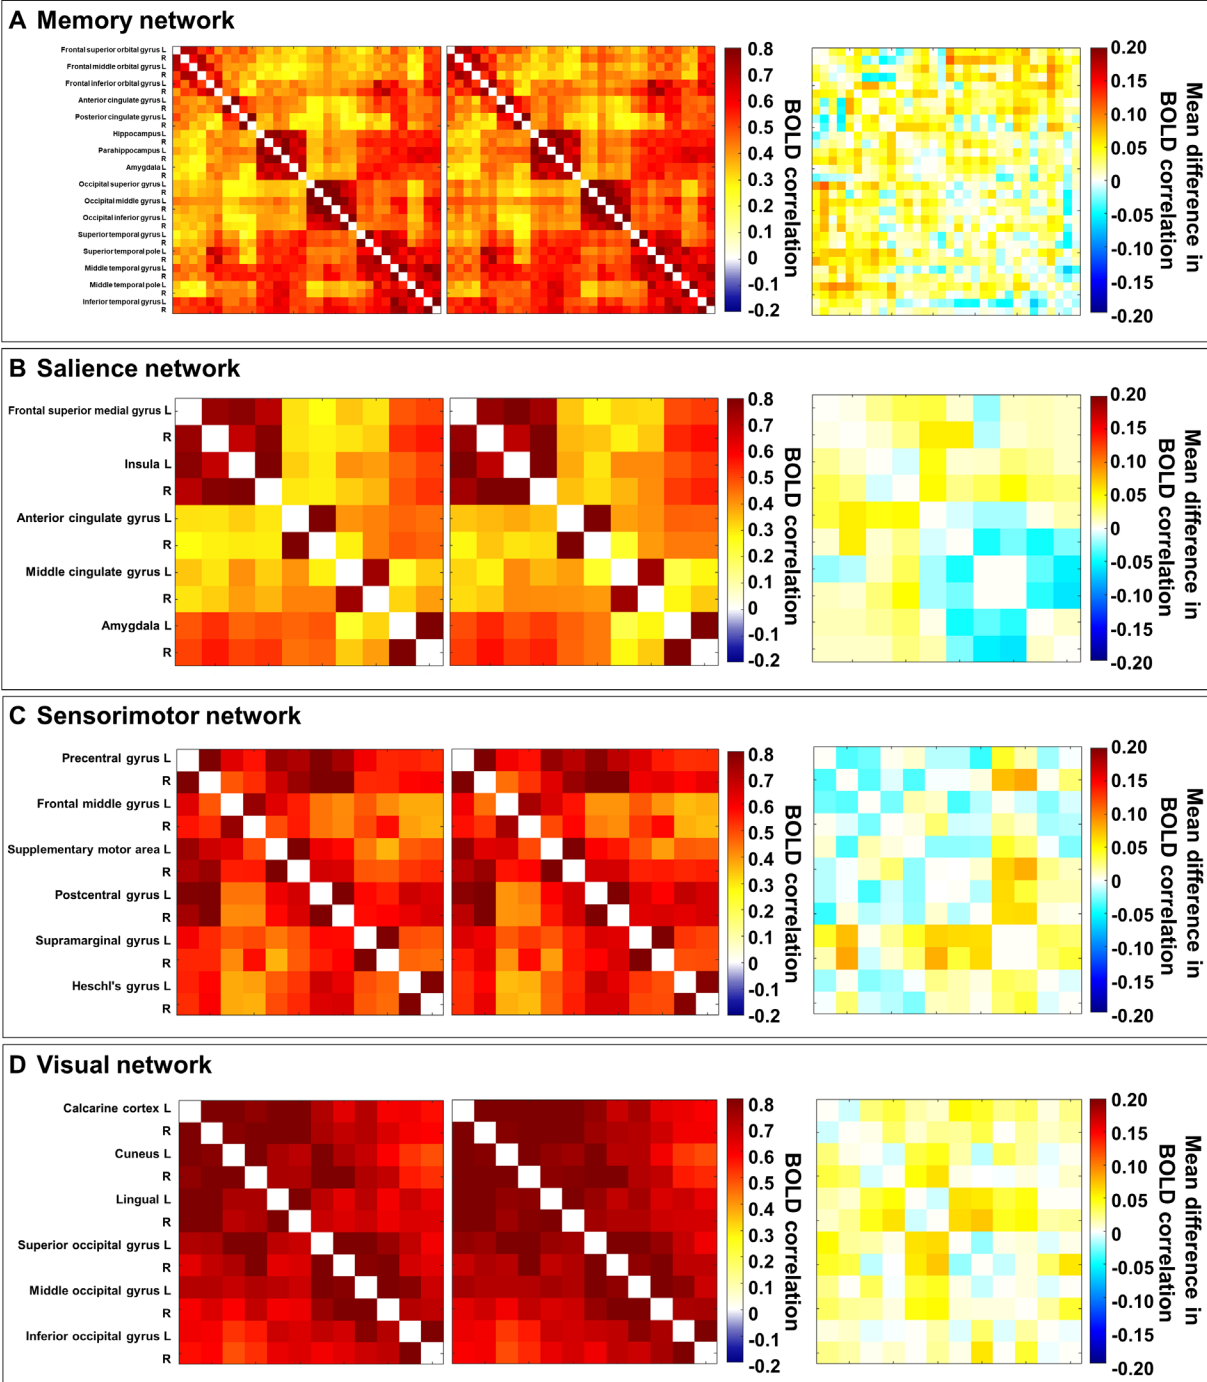 A Memory network
Frontal superior orbital gyrus L
R
Frontal middle orbital gyrus L
R
Frontal inferior orbital gyrus L
R
Anterior cingulate gyrus L
R
Posterior cingulate gyrus L
R
Hippocampus L
R
Parahippocampus L
R
Amygdala L
R
Occipital superior gyrus L
R
Occipital middle gyrus L
R
Occipital inferior gyrus L
R
Superior temporal gyrus L
R
Superior temporal pole L
R
Middle temporal gyrus L
R
Middle temporal pole L
R
Inferior temporal gyrus L
R
0.8
0.7
0.6
0.5
0.4
0.3
0.2
0.1
0
-0.1
-0.2
BOLD correlation
0.20
0.15
0.10
0.05
0
-0.05
-0.10
-0.15
-0.20
Mean difference in
BOLD correlation
B Salience network
Frontal superior medial gyrus L
R
Insula L
R
Anterior cingulate gyrus L
R
Middle cingulate gyrus L
R
Amygdala L
R
0.8
0.7
0.6
0.5
0.4
0.3
0.2
0.1
0
-0.1
-0.2
BOLD correlation
0.20
0.15
0.10
0.05
0
-0.05
-0.10
-0.15
-0.20
Mean difference in
BOLD correlation
C Sensorimotor network
Precentral gyrus L
R
Frontal middle gyrus L
R
Supplementary motor area L
R
Postcentral gyrus L
R
Supramarginal gyrus L
R
Heschl's gyrus L
R
0.8
0.7
0.6
0.5
0.4
0.3
0.2
0.1
0
-0.1
-0.2
BOLD correlation
0.20
0.15
0.10
0.05
0
-0.05
-0.10
-0.15
-0.20
Mean difference in
BOLD correlation
D Visual network
Calcarine cortex L
R
Cuneus L
R
Lingual L
R
Superior occipital gyrus L
R
Middle occipital gyrus L
R
Inferior occipital gyrus L
R
0.8
0.7
0.6
0.5
0.4
0.3
0.2
0.1
0
-0.1
-0.2
BOLD correlation
0.20
0.15
0.10
0.05
0
-0.05
-0.10
-0.15
-0.20
Mean difference in
BOLD correlation